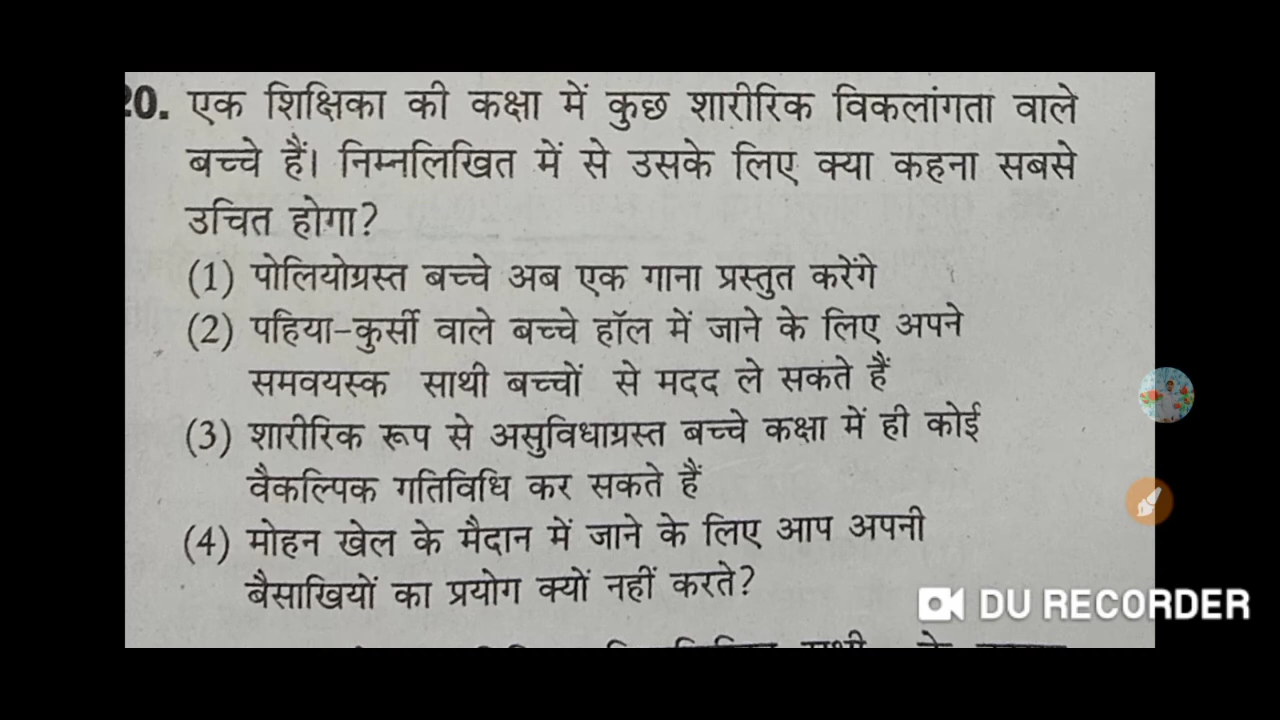 20. एक शिक्षिका की कक्षा में कुछ शारीरिक विकलांगता वाले
बच्चे हैं। निम्नलिखित में से उसके लिए क्या कहना सबसे
उचित होगा?
(1) पोलियोग्रस्त बच्चे अब एक गाना प्रस्तुत करेंगे
(2) पहिया-कुर्सी वाले बच्चे हॉल में जाने के लिए अपने
समवयस्क साथी बच्चों से मदद ले सकते हैं
(3) शारीरिक रूप से असुविधाग्रस्त बच्चे कक्षा में ही कोई
वैकल्पिक गतिविधि कर सकते हैं
(4) मोहन खेल के मैदान में जाने के लिए आप अपनी
बैसाखियों का प्रयोग क्यों नहीं करते?
DU RECORDER